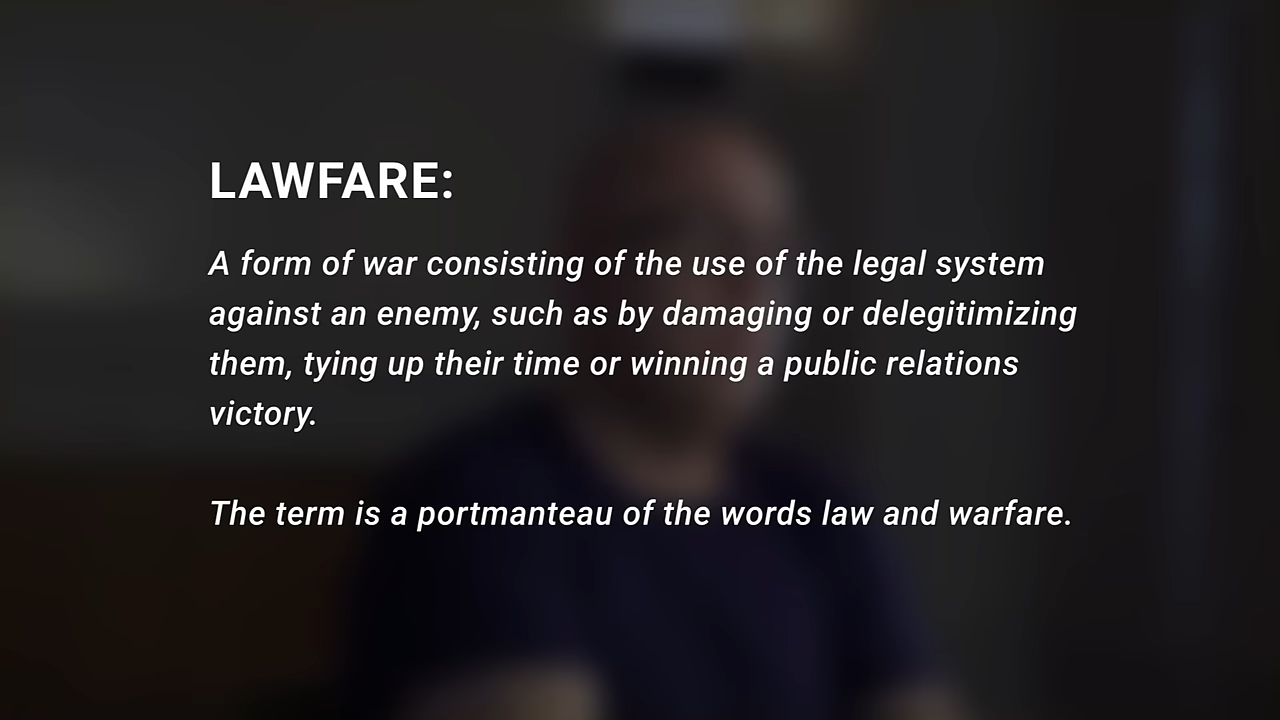 LAWFARE:
A form of war consisting of the use of the legal system
against an enemy, such as by damaging or delegitimizing
them, tying up their time or winning a public relations
victory.
The term is a portmanteau of the words law and warfare.